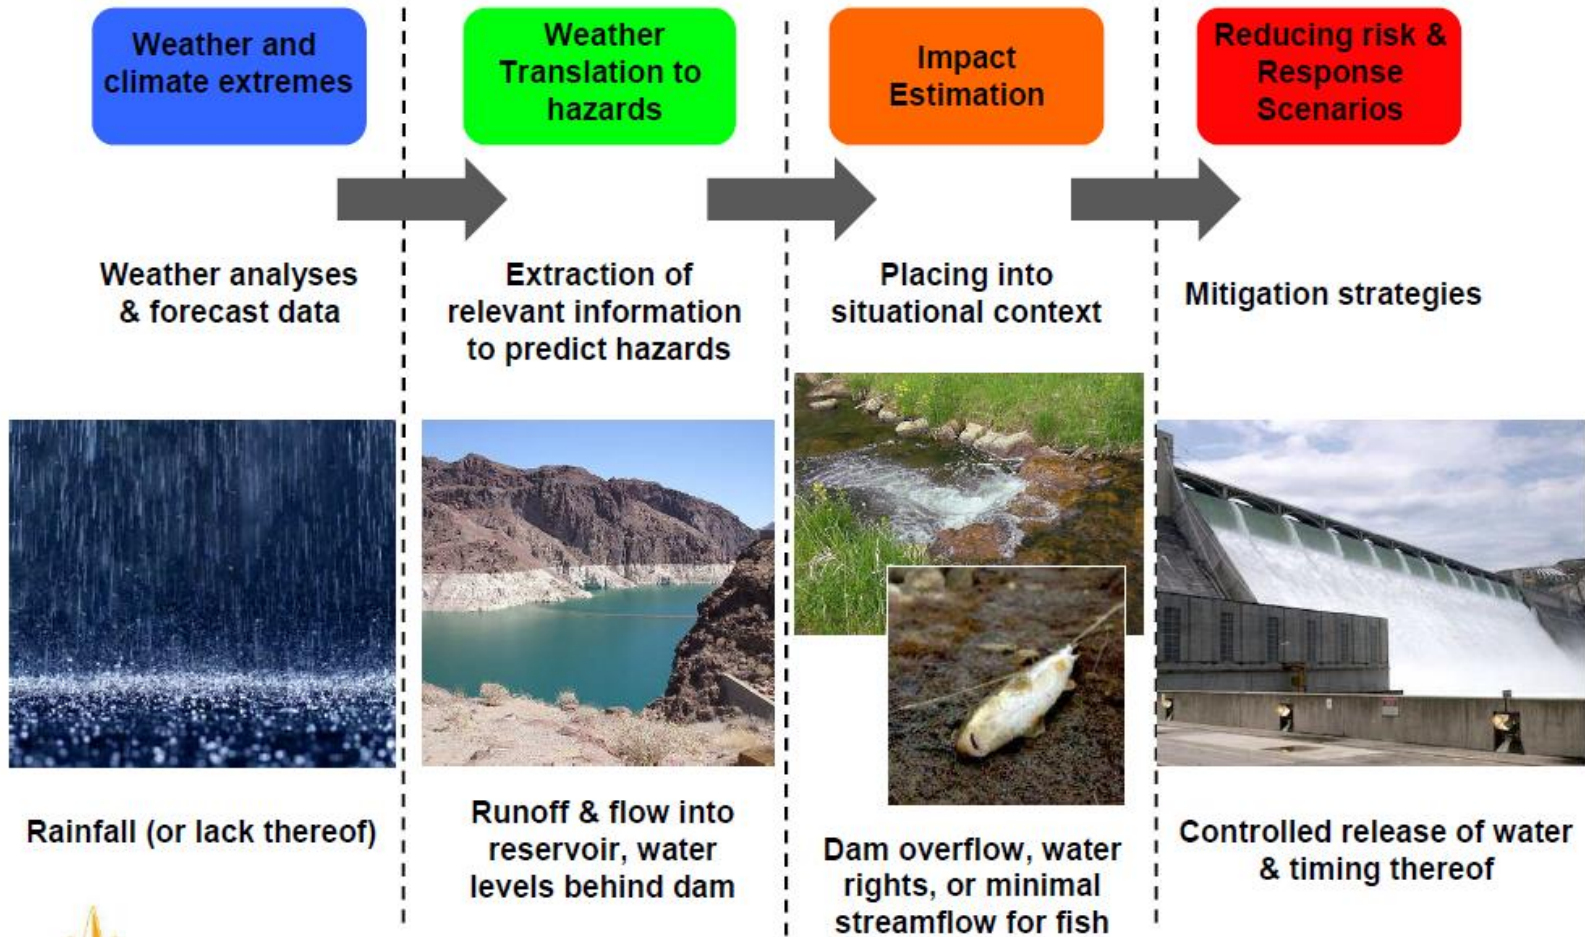 Weather and
climate extremes
Weather
Translation to
hazards
Impact
Estimation
Reducing risk &
Response
Scenarios
Weather analyses
& forecast data
Extraction of
relevant information
to predict hazards
Placing into
situational context
Mitigation strategies
Rainfall (or lack thereof)
Runoff & flow into
reservoir, water
levels behind dam
Dam overflow, water
rights, or minimal
streamflow for fish
Controlled release of water
& timing thereof